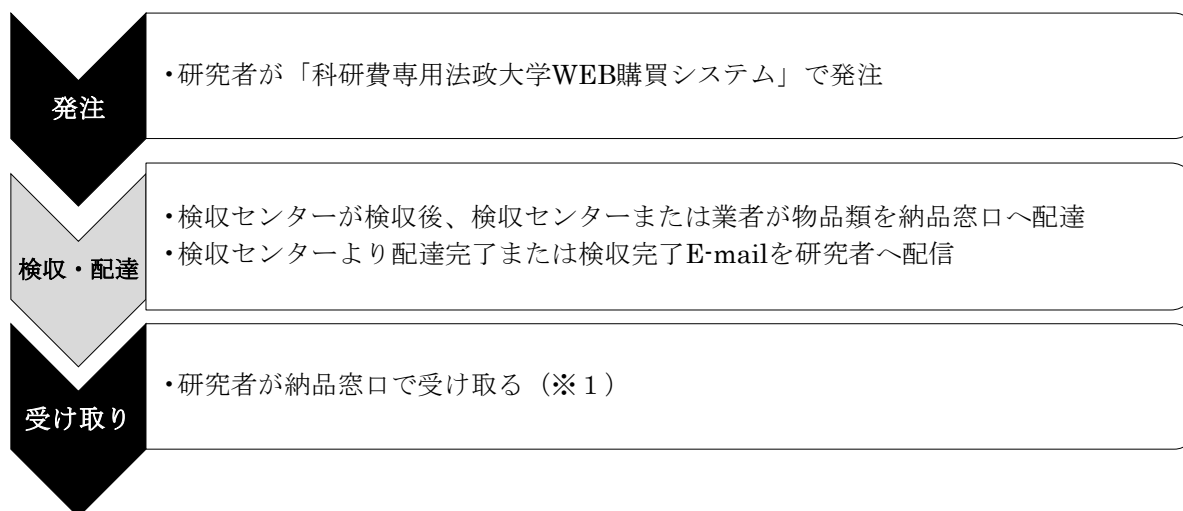 発注
・研究者が「科研費専用法政大学WEB購買システム」で発注
検収・配達
・検収センターが検収後、検収センターまたは業者が物品類を納品窓口へ配達
・検収センターより配達完了または検収完了E-mailを研究者へ配信
受け取り
・研究者が納品窓口で受け取る（※１）